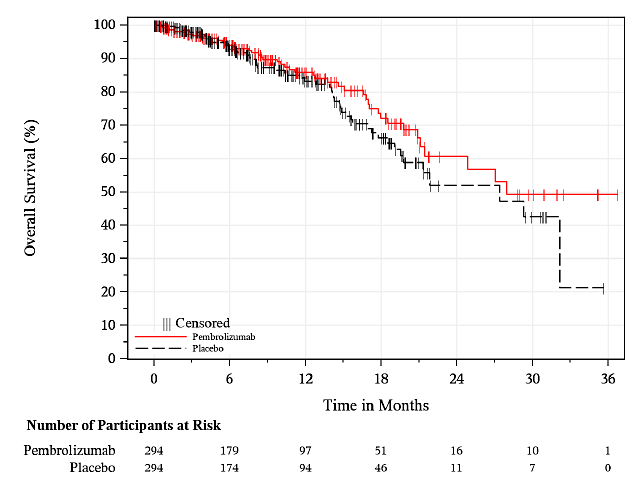 Overall Survival (%)
100
90
80
70
60
50
40
30
20
10
0
Censored
Pembrolizumab
Placebo
0 6 12 18 24 30 36
Time in Months
Number of Participants at Risk
Pembrolizumab 294 179 97 51 16 10 1
Placebo 294 174 94 46 11 7 0